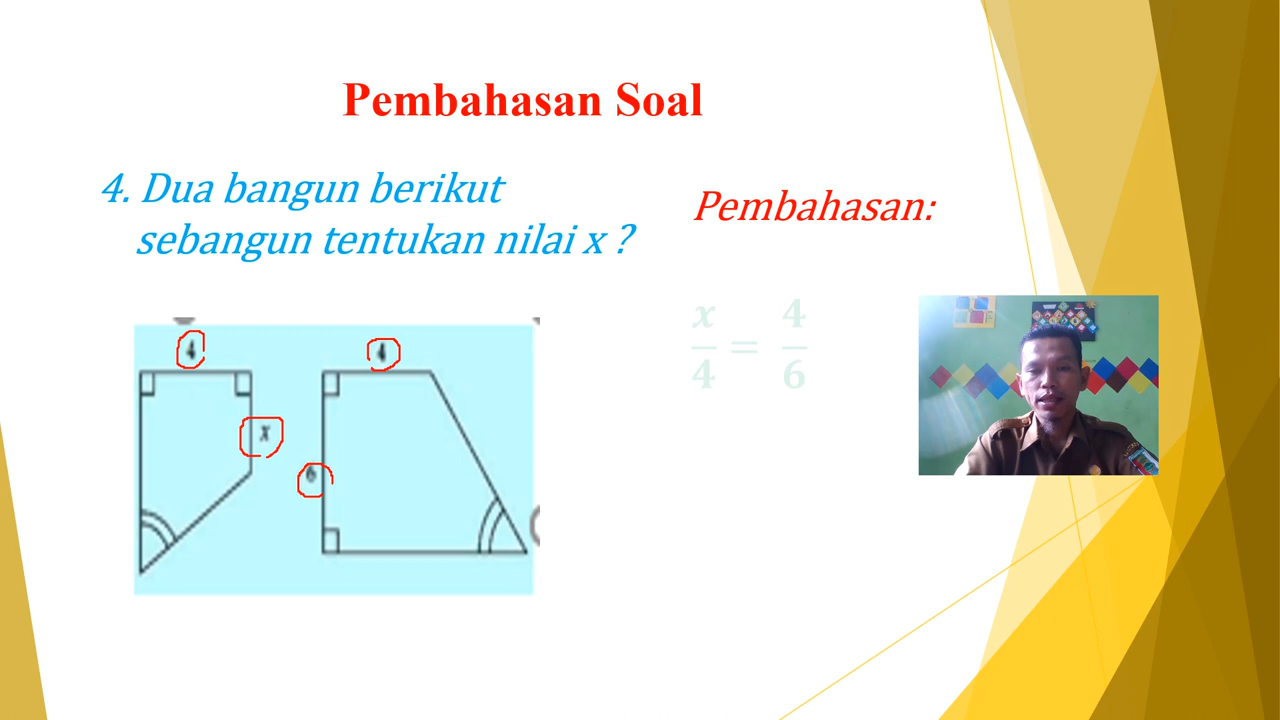 Pembahasan Soal
4. Dua bangun berikut
sebangun tentukan nilai x ?
Pembahasan:
x/4 = 4/6
4
4
x
6